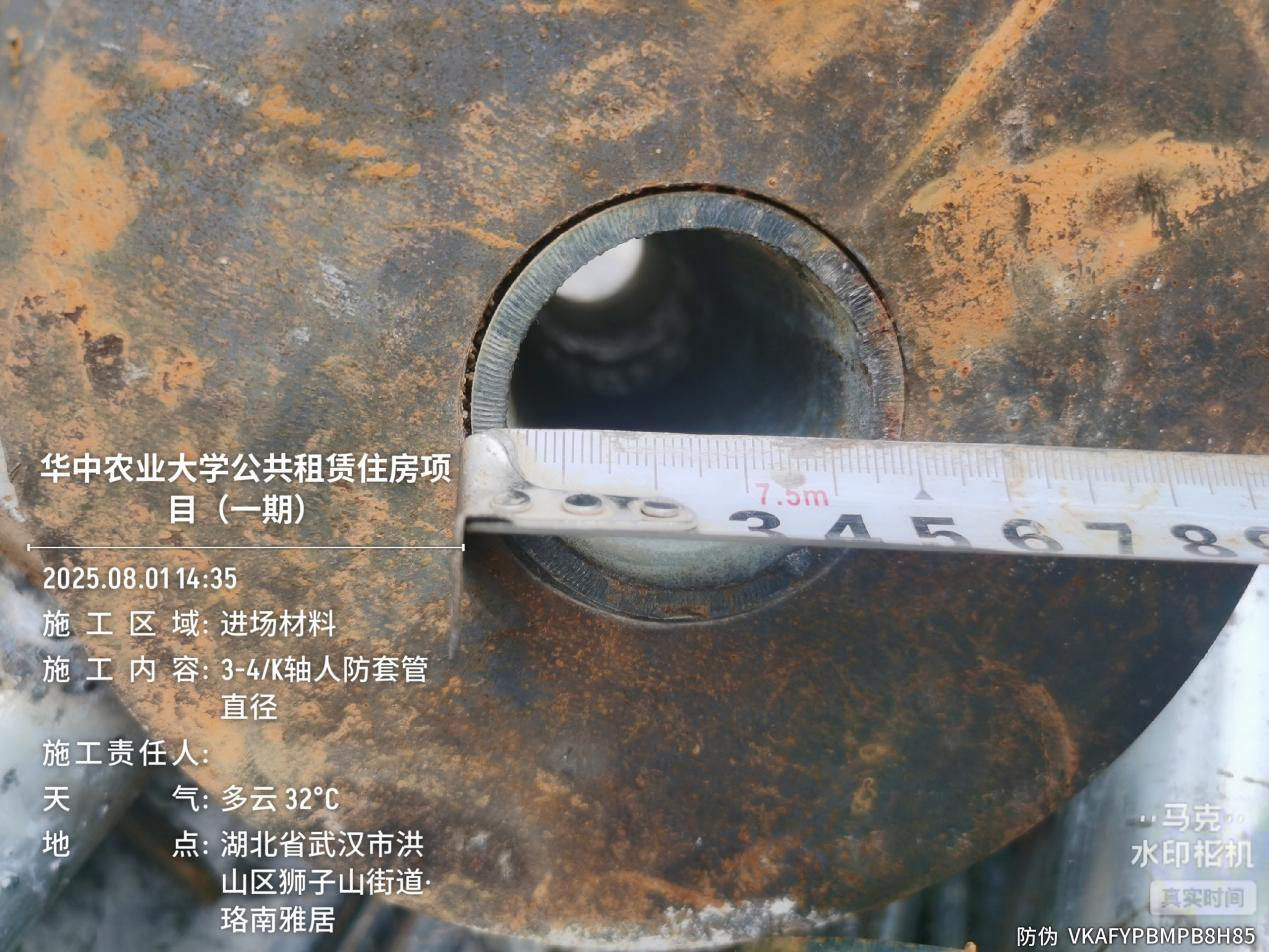 华中农业大学公共租赁住房项
目（一期）
2025.08.01 14:35
施工区域：进场材料
施工内容：3-4/K轴人防套管
直径
施工责任人：
天气：多云 32°C
地点：湖北省武汉市洪
山区狮子山街道·
珞南雅居
7.5m
3 4 5 6 7 8 9
马克
水印相机
真实时间
防伪 VKAFYPBMPB8H85